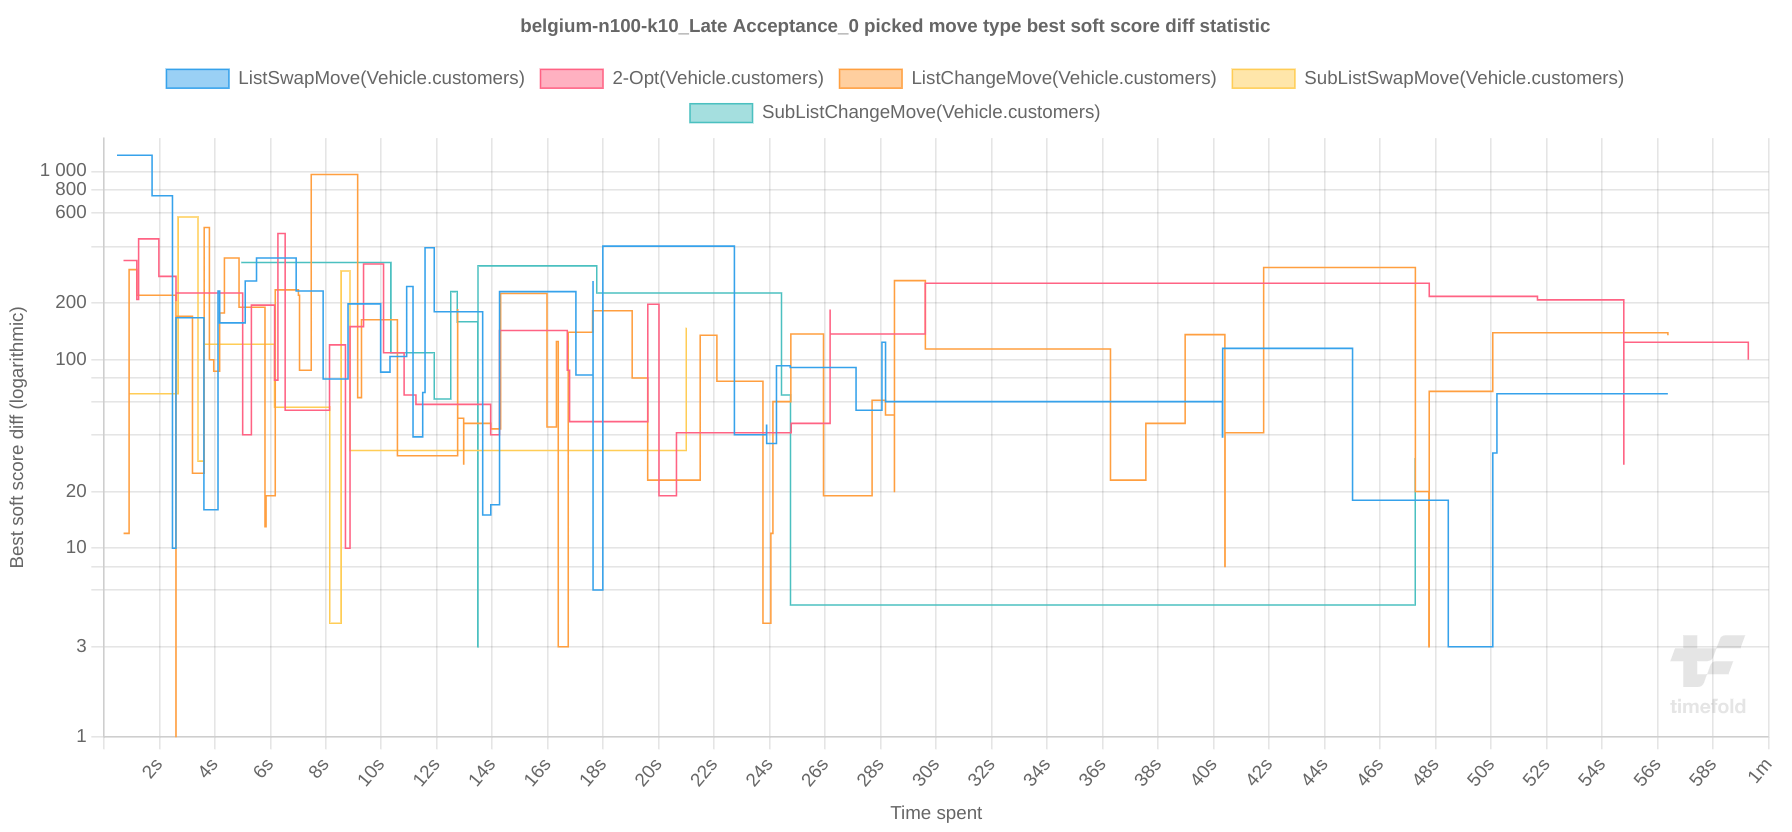 belgium-n100-k10_Late Acceptance_0 picked move type best soft score diff statistic
ListSwapMove(Vehicle.customers) 2-Opt(Vehicle.customers) ListChangeMove(Vehicle.customers) SubListSwapMove(Vehicle.customers)
SubListChangeMove(Vehicle.customers)
Best soft score diff (logarithmic)
1 000
800
600
200
100
20
10
3
1
timefold
2s 4s 6s 8s 10s 12s 14s 16s 18s 20s 22s 24s 26s 28s 30s 32s 34s 36s 38s 40s 42s 44s 46s 48s 50s 52s 54s 56s 58s 1m
Time spent